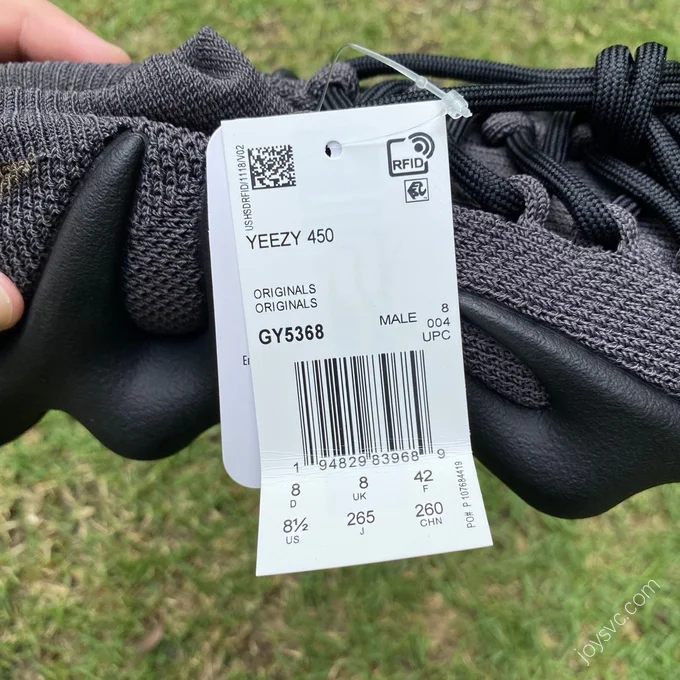 USHSDRFID/1118/V02
RFID
YEEZY 450
ORIGINALS
ORIGINALS
GY5368
MALE
8
004
UPC
1 94829 83968 9
8 8 42
D UK F
8½ 265 260
US J CHN
PO# P 107684419
joysvc.com